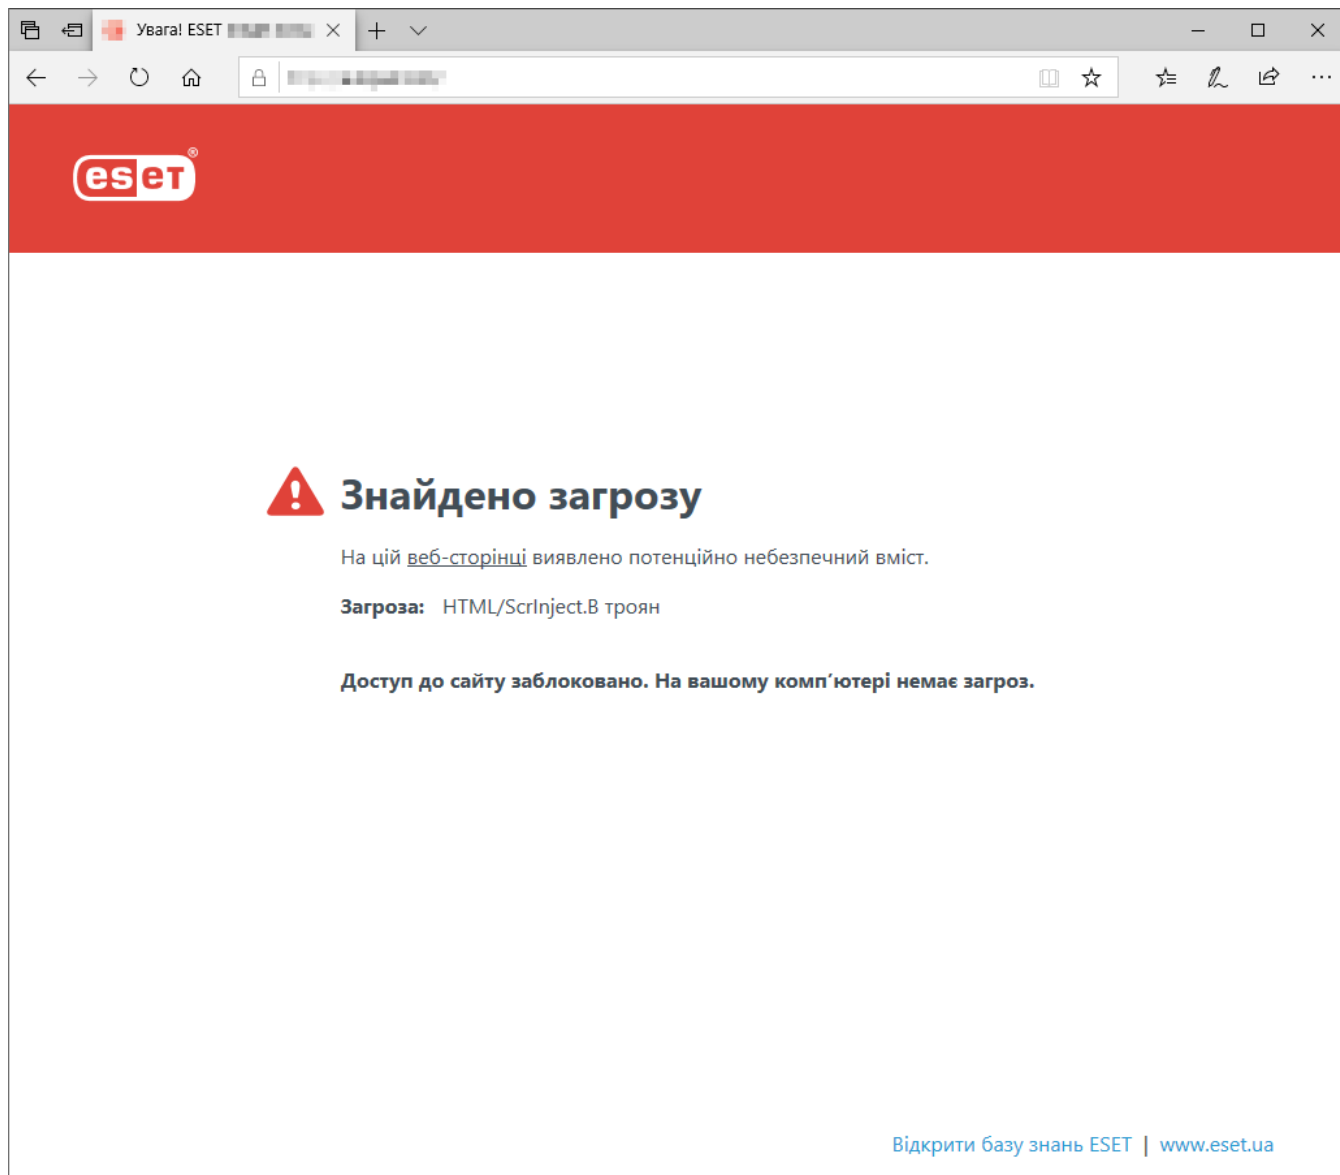 Увага! ESET
eset®
Знайдено загрозу
На цій веб-сторінці виявлено потенційно небезпечний вміст.
Загроза: HTML/ScrInject.B троян
Доступ до сайту заблоковано. На вашому комп′ютері немає загроз.
Відкрити базу знань ESET | www.eset.ua